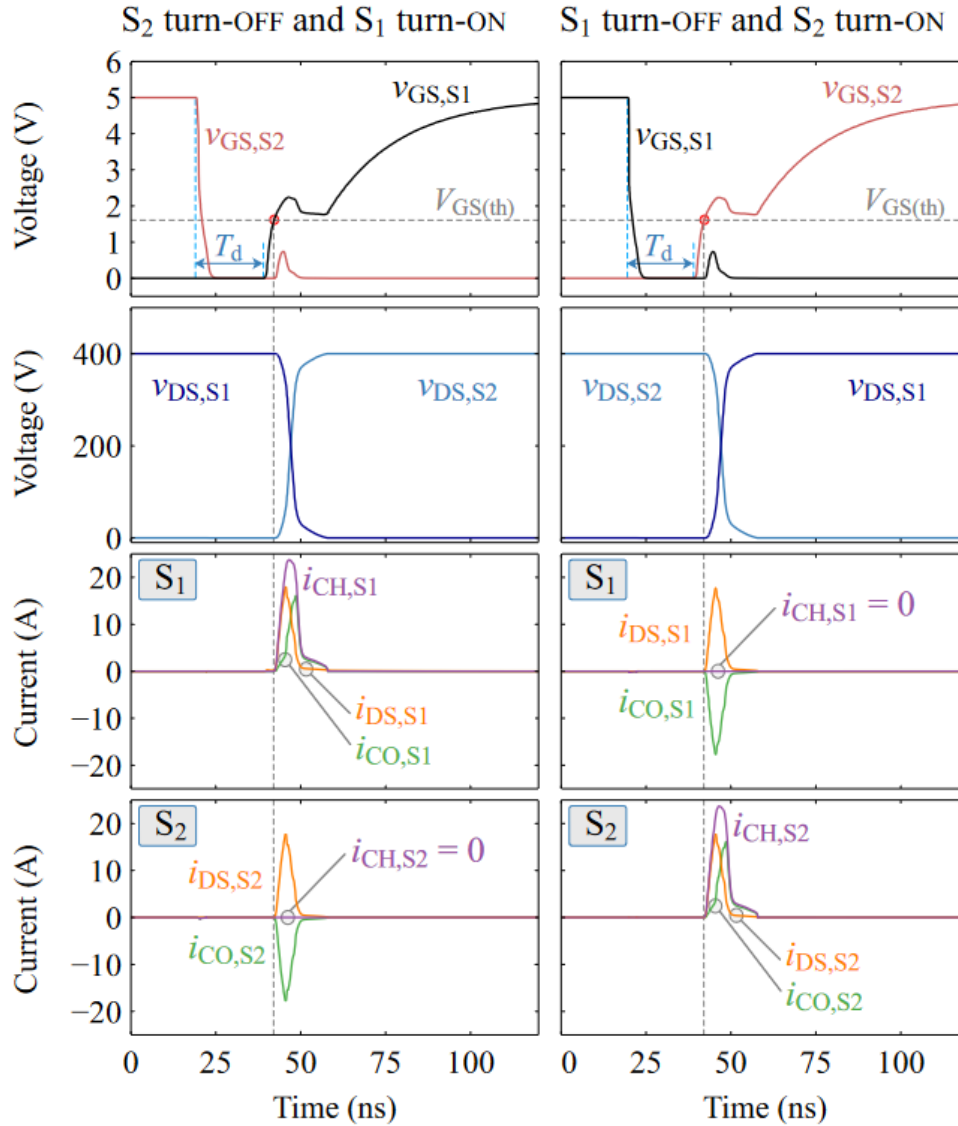 S2 turn-OFF and S1 turn-ON
S1 turn-OFF and S2 turn-ON
Voltage (V)
6
5
4
3
2
1
0
vGS,S1
vGS,S2
VGS(th)
Td
vGS,S2
vGS,S1
VGS(th)
Td
Voltage (V)
400
200
0
vDS,S1
vDS,S2
vDS,S2
vDS,S1
Current (A)
20
10
0
−10
−20
S1
iCH,S1
iDS,S1
iCO,S1
S1
iCH,S1 = 0
iDS,S1
iCO,S1
Current (A)
20
10
0
−10
−20
S2
iCH,S2 = 0
iDS,S2
iCO,S2
S2
iCH,S2
iDS,S2
iCO,S2
0 25 50 75 100
0 25 50 75 100
Time (ns)
Time (ns)